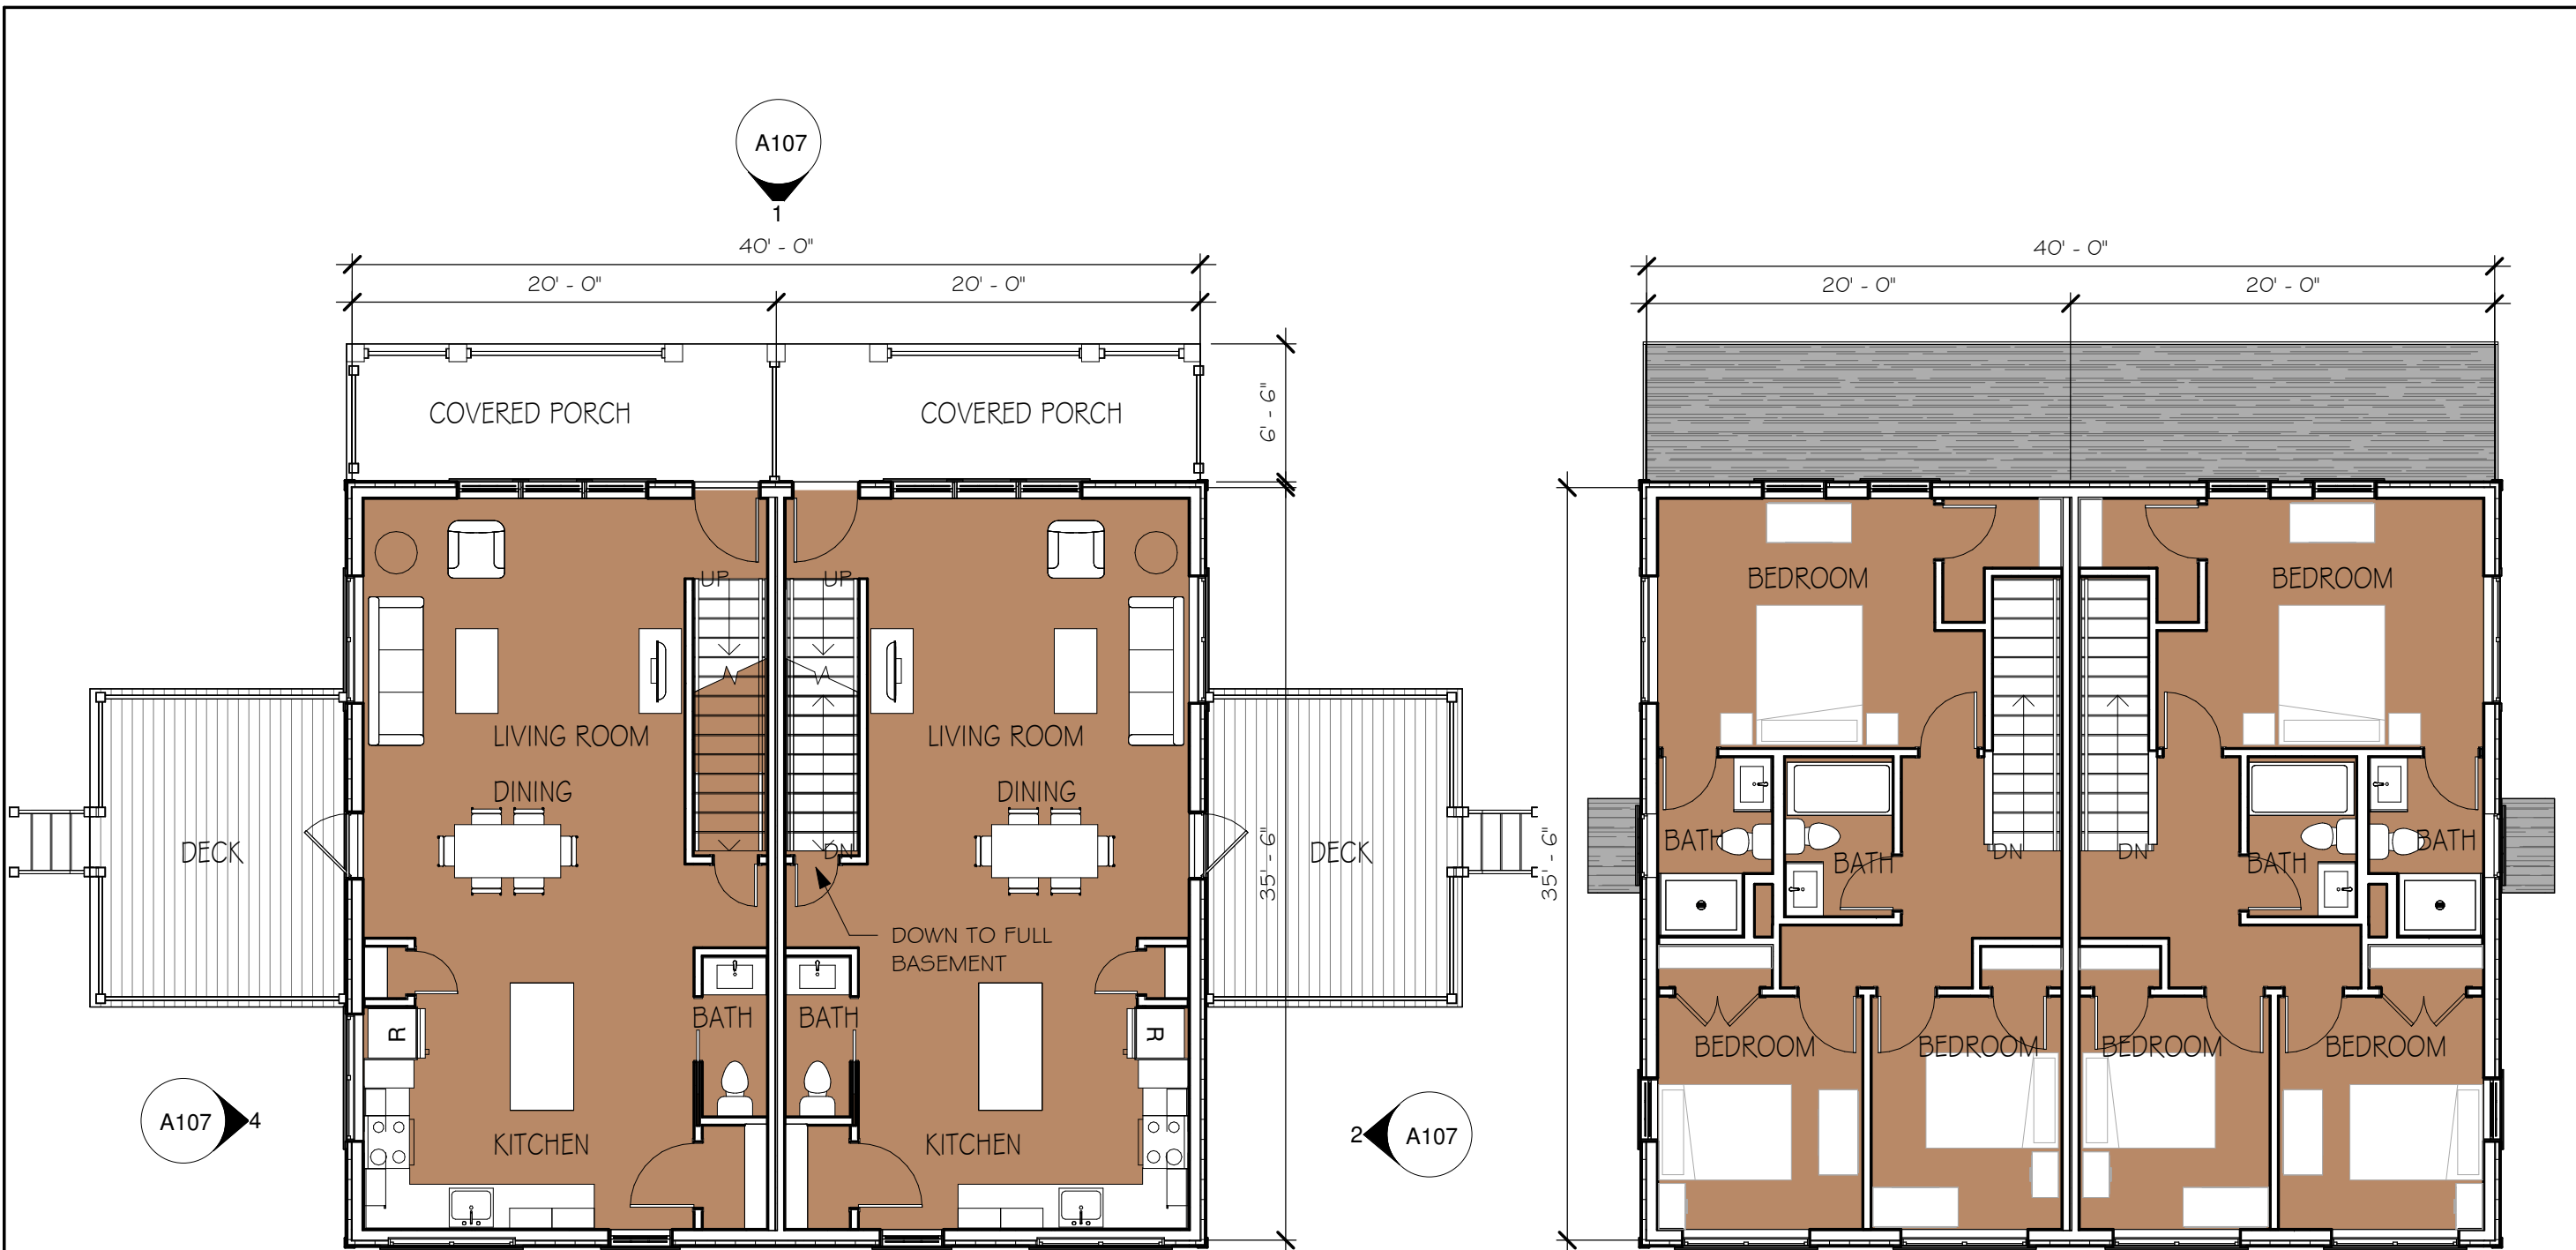 A107
1
40' - 0"
20' - 0"
20' - 0"
COVERED PORCH
COVERED PORCH
6' - 6"
UP
UP
LIVING ROOM
LIVING ROOM
DINING
DINING
DECK
DN
DECK
35' - 6"
DOWN TO FULL
BASEMENT
BATH
BATH
R
R
A107
4
KITCHEN
KITCHEN
2
A107
40' - 0"
20' - 0"
20' - 0"
BEDROOM
BEDROOM
35' - 6"
BATH
BATH
DN
DN
BATH
BATH
BEDROOM
BEDROOM
BEDROOM
BEDROOM